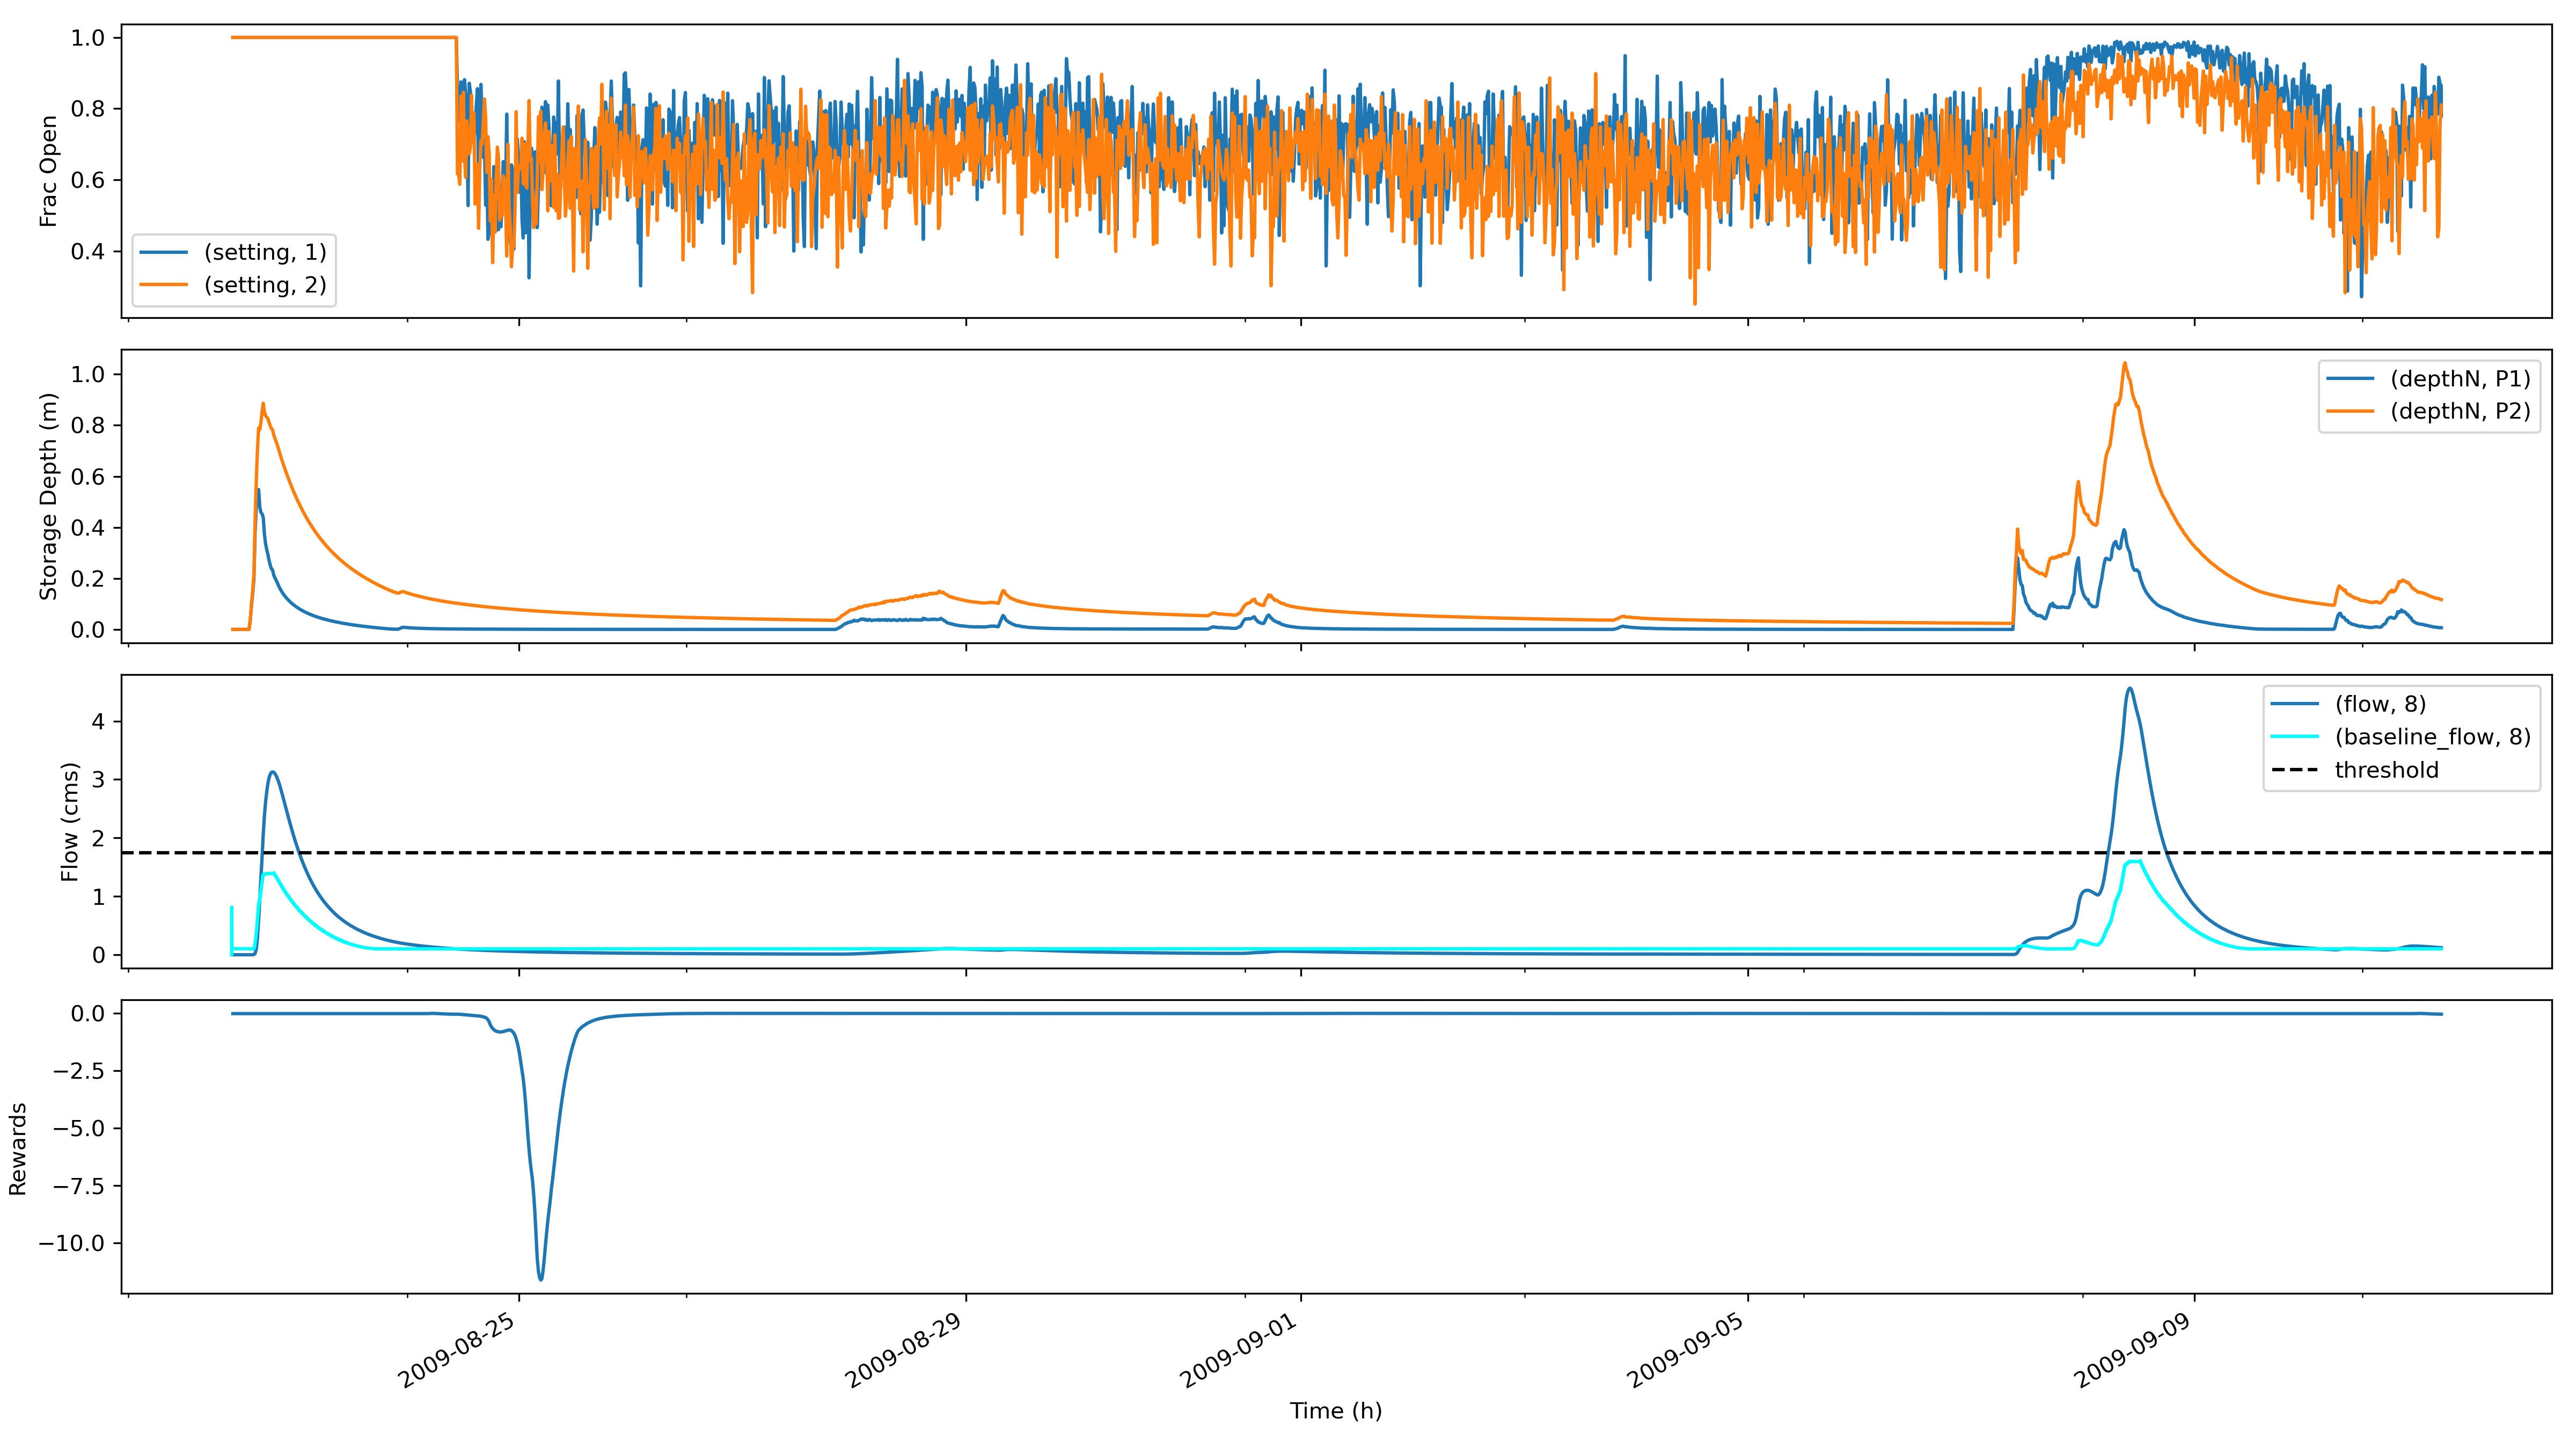 Frac Open
1.0
0.8
0.6
0.4
(setting, 1)
(setting, 2)
Storage Depth (m)
1.0
0.8
0.6
0.4
0.2
0.0
(depthN, P1)
(depthN, P2)
Flow (cms)
4
3
2
1
0
(flow, 8)
(baseline_flow, 8)
threshold
Rewards
0.0
−2.5
−5.0
−7.5
−10.0
2009-08-25
2009-08-29
2009-09-01
2009-09-05
2009-09-09
Time (h)